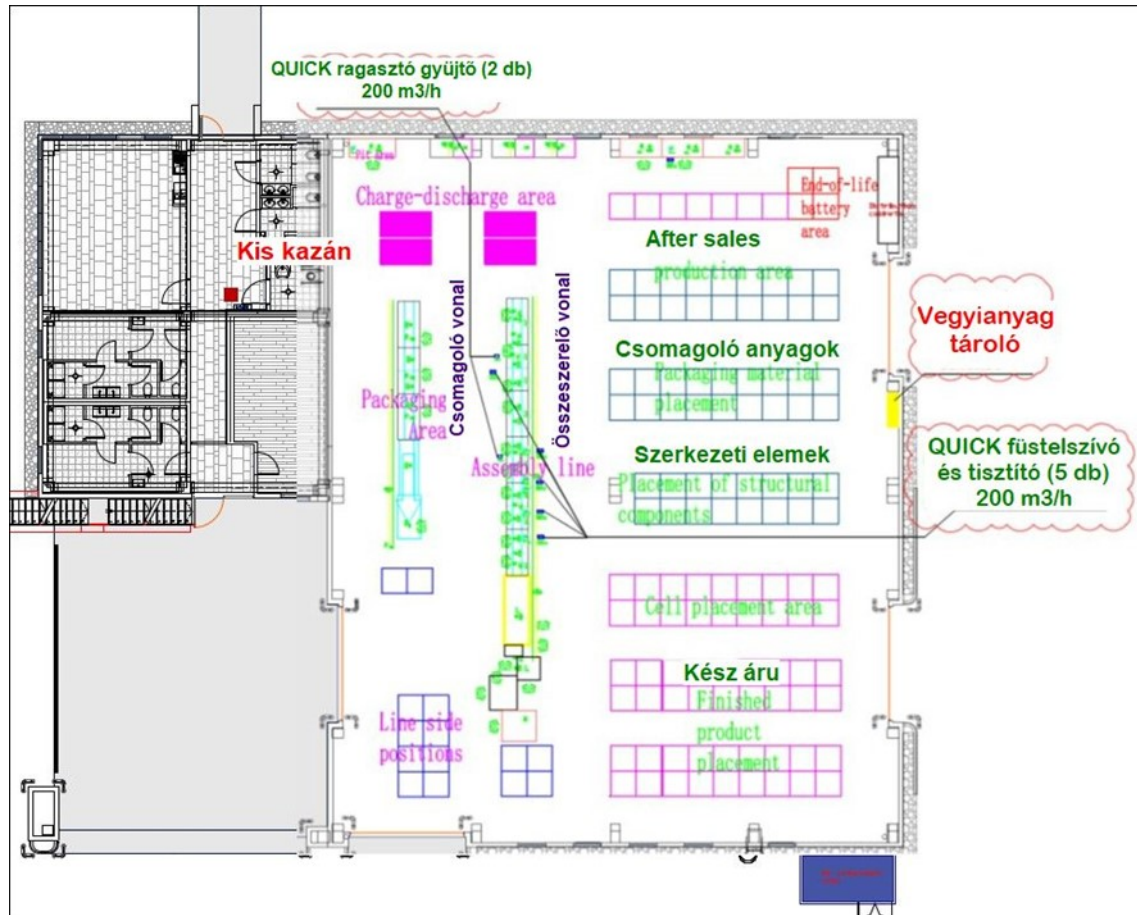 QUICK ragasztó gyüjtő (2 db)
200 m3/h
Charge-discharge area
End-of-life
battery
area
Kis kazán
After sales
production area
Vegyianyag
tároló
Csomagoló vonal
Összeszerelő vonal
Csomagoló anyagok
Packaging material
placement
Packaging
Area
Assembly line
Szerkezeti elemek
Placement of structural
components
QUICK füstelszívó
és tisztító (5 db)
200 m3/h
Cell placement area
Kész áru
Finished
product
placement
Line side
positions